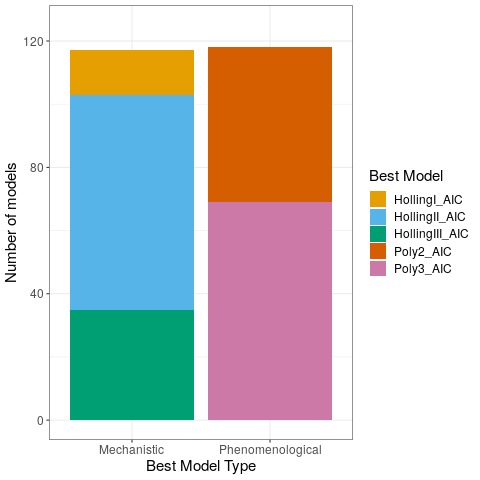 Number of models
120
80
40
0
Mechanistic
Phenomenological
Best Model Type
Best Model
HollingI_AIC
HollingII_AIC
HollingIII_AIC
Poly2_AIC
Poly3_AIC